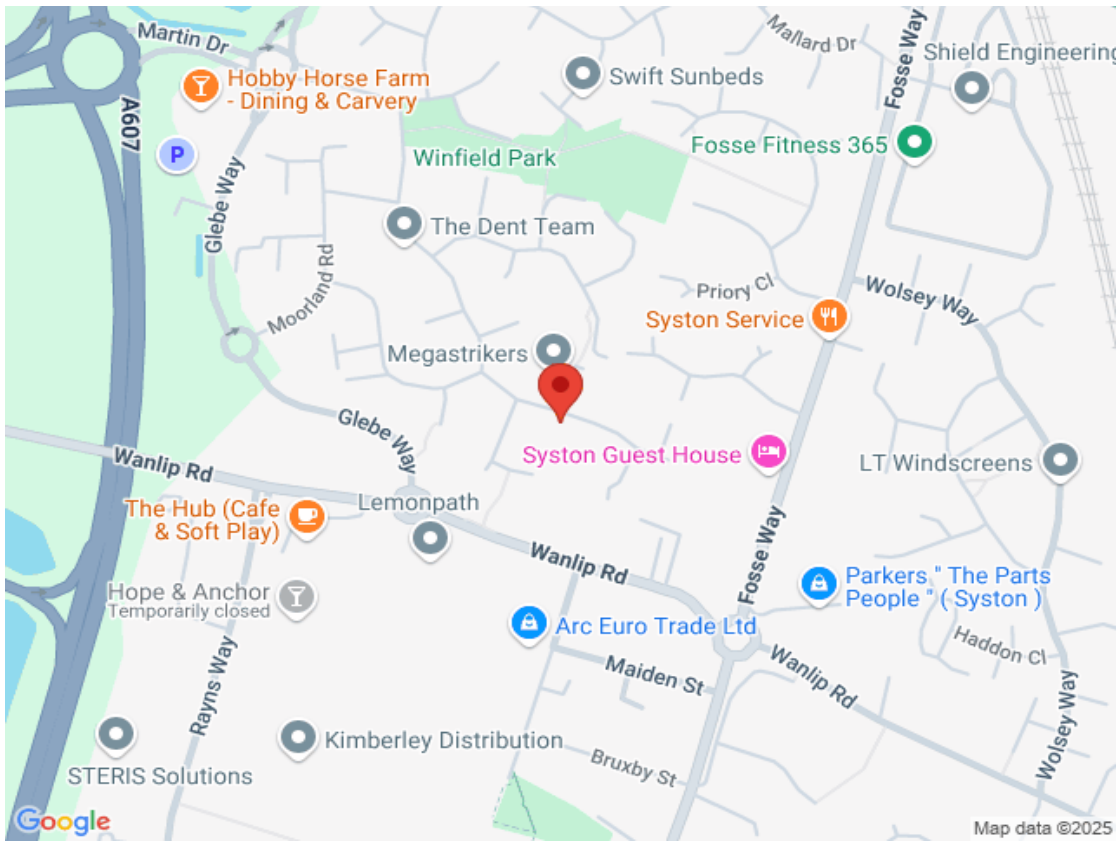 Martin Dr
A607
Hobby Horse Farm
- Dining & Carvery
P
Glebe Way
Swift Sunbeds
Mallard Dr
Fosse Way
Shield Engineering
Winfield Park
Fosse Fitness 365
The Dent Team
Moorland Rd
Priory Cl
Wolsey Way
Syston Service
Megastrikers
Glebe Way
Syston Guest House
LT Windscreens
Wanlip Rd
The Hub (Cafe
& Soft Play)
Lemonpath
Wanlip Rd
Fosse Way
Hope & Anchor
Temporarily closed
Parkers " The Parts
People " ( Syston )
Arc Euro Trade Ltd
Haddon Cl
Maiden St
Wanlip Rd
Rayns Way
Wolsey Way
Kimberley Distribution
STERIS Solutions
Bruxby St
Google
Map data ©2025